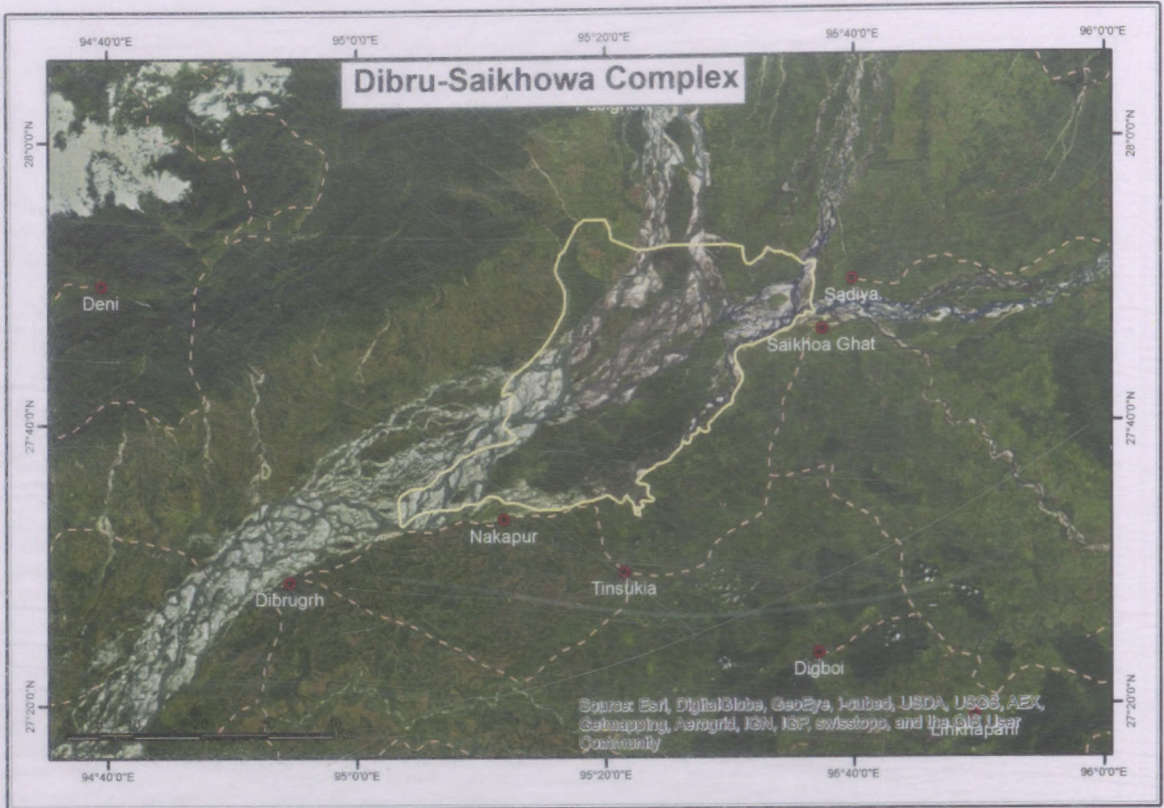 94°40'0"E 95°0'0"E 95°20'0"E 95°40'0"E 96°0'0"E
Dibru-Saikhowa Complex
28°0'0"N
28°0'0"N
Deni
Sadiya
Saikhoa Ghat
27°40'0"N
27°40'0"N
Nakapur
Dibrugrh
Tinsukia
Digboi
27°20'0"N
27°20'0"N
Source: Esri, DigitalGlobe, GeoEye, i-cubed, USDA, USGS, AEX,
Getmapping, Aerogrid, IGN, IGP, swisstopo, and the GIS User
Community
94°40'0"E 95°0'0"E 95°20'0"E 95°40'0"E 96°0'0"E